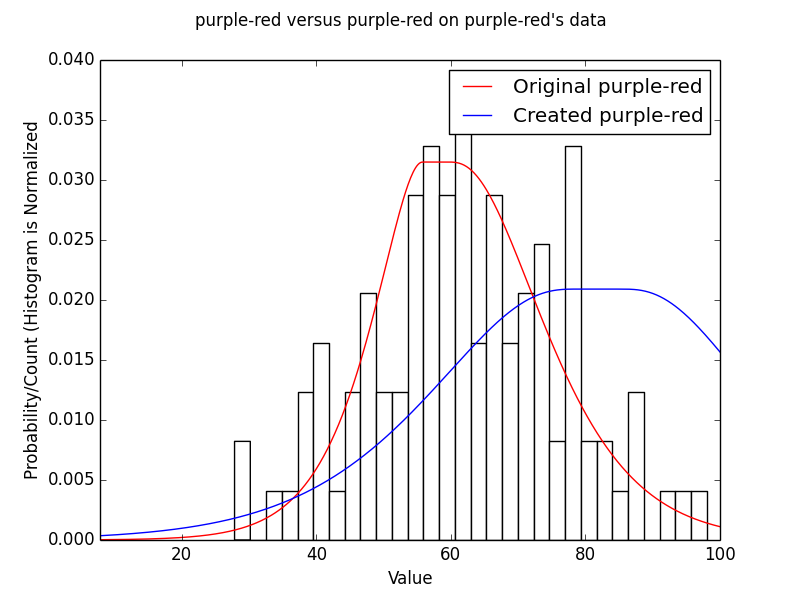 purple-red versus purple-red on purple-red's data
0.040
0.035
0.030
0.025
0.020
0.015
0.010
0.005
0.000
Probability/Count (Histogram is Normalized
Original purple-red
Created purple-red
20
40
60
80
100
Value